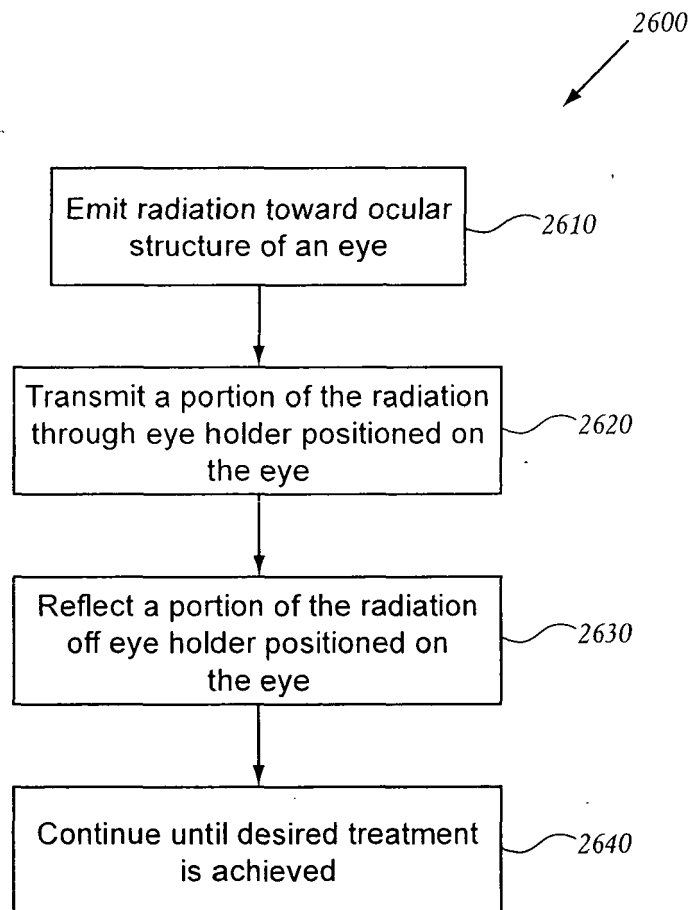 2600
Emit radiation toward ocular
structure of an eye
2610
Transmit a portion of the radiation
through eye holder positioned on
the eye
2620
Reflect a portion of the radiation
off eye holder positioned on
the eye
2630
Continue until desired treatment
is achieved
2640